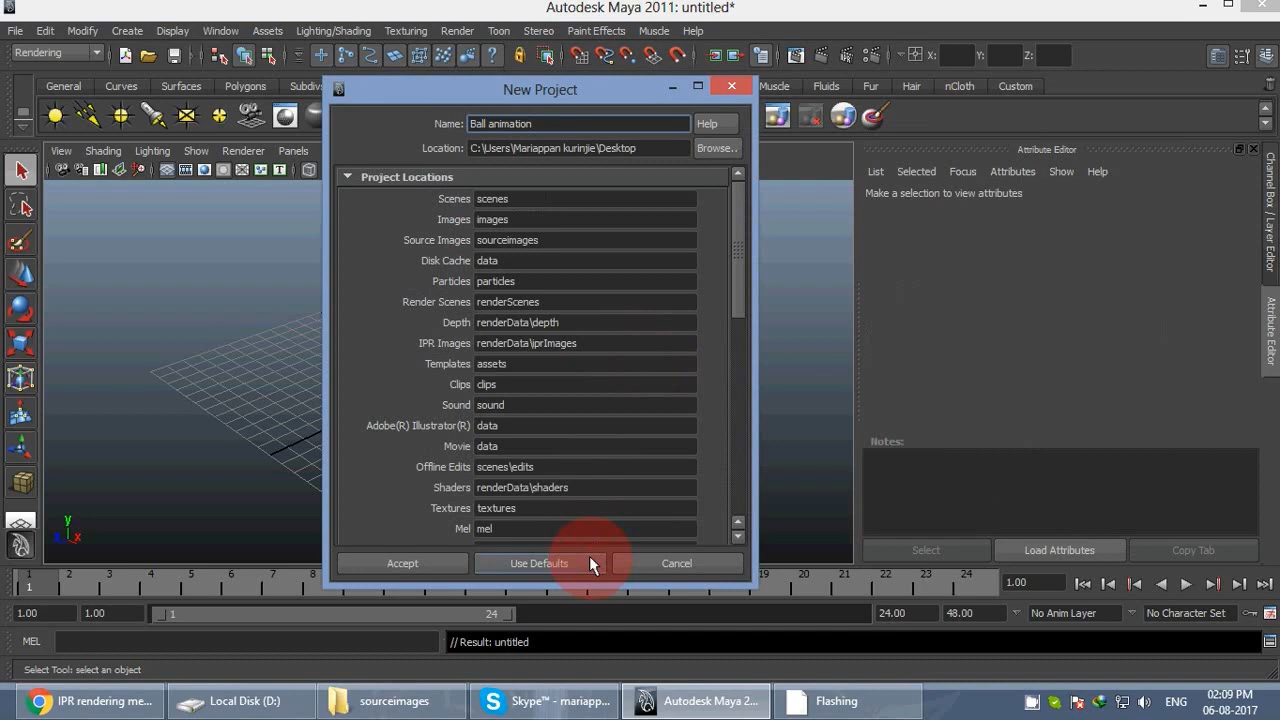 Autodesk Maya 2011: untitled*
File Edit Modify Create Display Window Assets Lighting/Shading Texturing Render Toon Stereo Paint Effects Muscle Help
Rendering X: Y: Z:
General Curves Surfaces Polygons Muscle Fluids Fur Hair nCloth Custom
New Project
Name: Ball animation Help
Location: C:\Users\Mariappan kurinjie\Desktop Browse..
View Shading Lighting Show Renderer Panels
Attribute Editor
List Selected Focus Attributes Show Help
Make a selection to view attributes
Project Locations
Scenes scenes
Images images
Source Images sourceimages
Disk Cache data
Particles particles
Render Scenes renderScenes
Depth renderData\depth
IPR Images renderData\iprImages
Templates assets
Clips clips
Sound sound
Adobe(R) Illustrator(R) data
Movie data
Offline Edits scenes\edits
Shaders renderData\shaders
Textures textures
Mel mel
Accept Use Defaults Cancel
Channel Box / Layer Editor
Attribute Editor
Notes:
Select Load Attributes Copy Tab
y
x
1 2 3 4 5 6 7 19 20 21 22 23 24
1 1.00
1.00 1.00 1 24 24.00 48.00 No Anim Layer No Character Set
MEL // Result: untitled
Select Tool: select an object
IPR rendering me... Local Disk (D:) sourceimages Skype™ - mariapp... Autodesk Maya 2... Flashing ENG 02:09 PM
06-08-2017